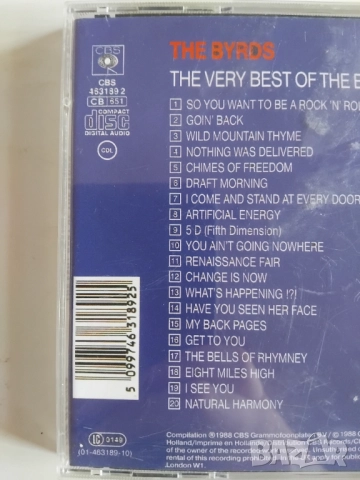 CBS
CBS
463189 2
CB 651
COMPACT
disc
DIGITAL AUDIO
CDL
THE BYRDS
THE VERY BEST OF THE B
1 SO YOU WANT TO BE A ROCK 'N' RO
2 GOIN' BACK
3 WILD MOUNTAIN THYME
4 NOTHING WAS DELIVERED
5 CHIMES OF FREEDOM
6 DRAFT MORNING
7 I COME AND STAND AT EVERY DOOR
8 ARTIFICIAL ENERGY
9 5 D (Fifth Dimension)
10 YOU AIN'T GOING NOWHERE
11 RENAISSANCE FAIR
12 CHANGE IS NOW
13 WHAT'S HAPPENING !?!
14 HAVE YOU SEEN HER FACE
15 MY BACK PAGES
16 GET TO YOU
17 THE BELLS OF RHYMNEY
18 EIGHT MILES HIGH
19 I SEE YOU
20 NATURAL HARMONY
5 099746 318925
IC 0149
(01-463189-10)
Compilation ℗ 1988 CBS Grammofoonplaten B.V / © 1988 C
Holland/Imprimé en Hollande
of the owner of the recorded
rental of this recording
London W1.